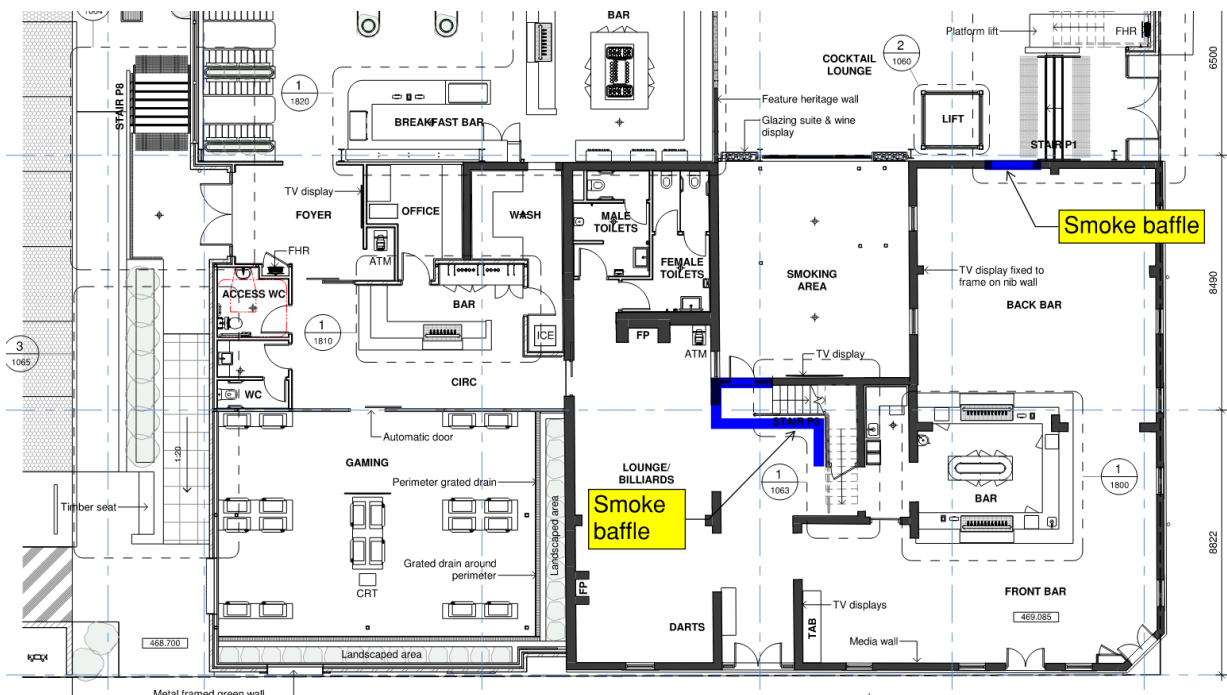 1004
STAIR P8
1
1820
BAR
BREAKFAST BAR
2
1060
COCKTAIL
LOUNGE
Platform lift
FHR
6500
Feature heritage wall
Glazing suite & wine
display
LIFT
STAIR P1
Smoke baffle
TV display
FOYER
OFFICE
WASH
MALE
TOILETS
FEMALE
TOILETS
SMOKING
AREA
TV display fixed to
frame on nib wall
BACK BAR
8490
FHR
ATM
ACCESS WC
BAR
1
1810
ICE
FP
ATM
TV display
3
1065
WC
CIRC
Automatic door
STAIR P3
1:20
GAMING
Perimeter grated drain
Landscaped area
LOUNGE/
BILLIARDS
Smoke
baffle
1
1063
BAR
1
1800
Timber seat
Grated drain around
perimeter
CRT
FP
8822
FRONT BAR
469.085
TV displays
DARTS
TAB
Media wall
468.700
Landscaped area
Metal framed green wall